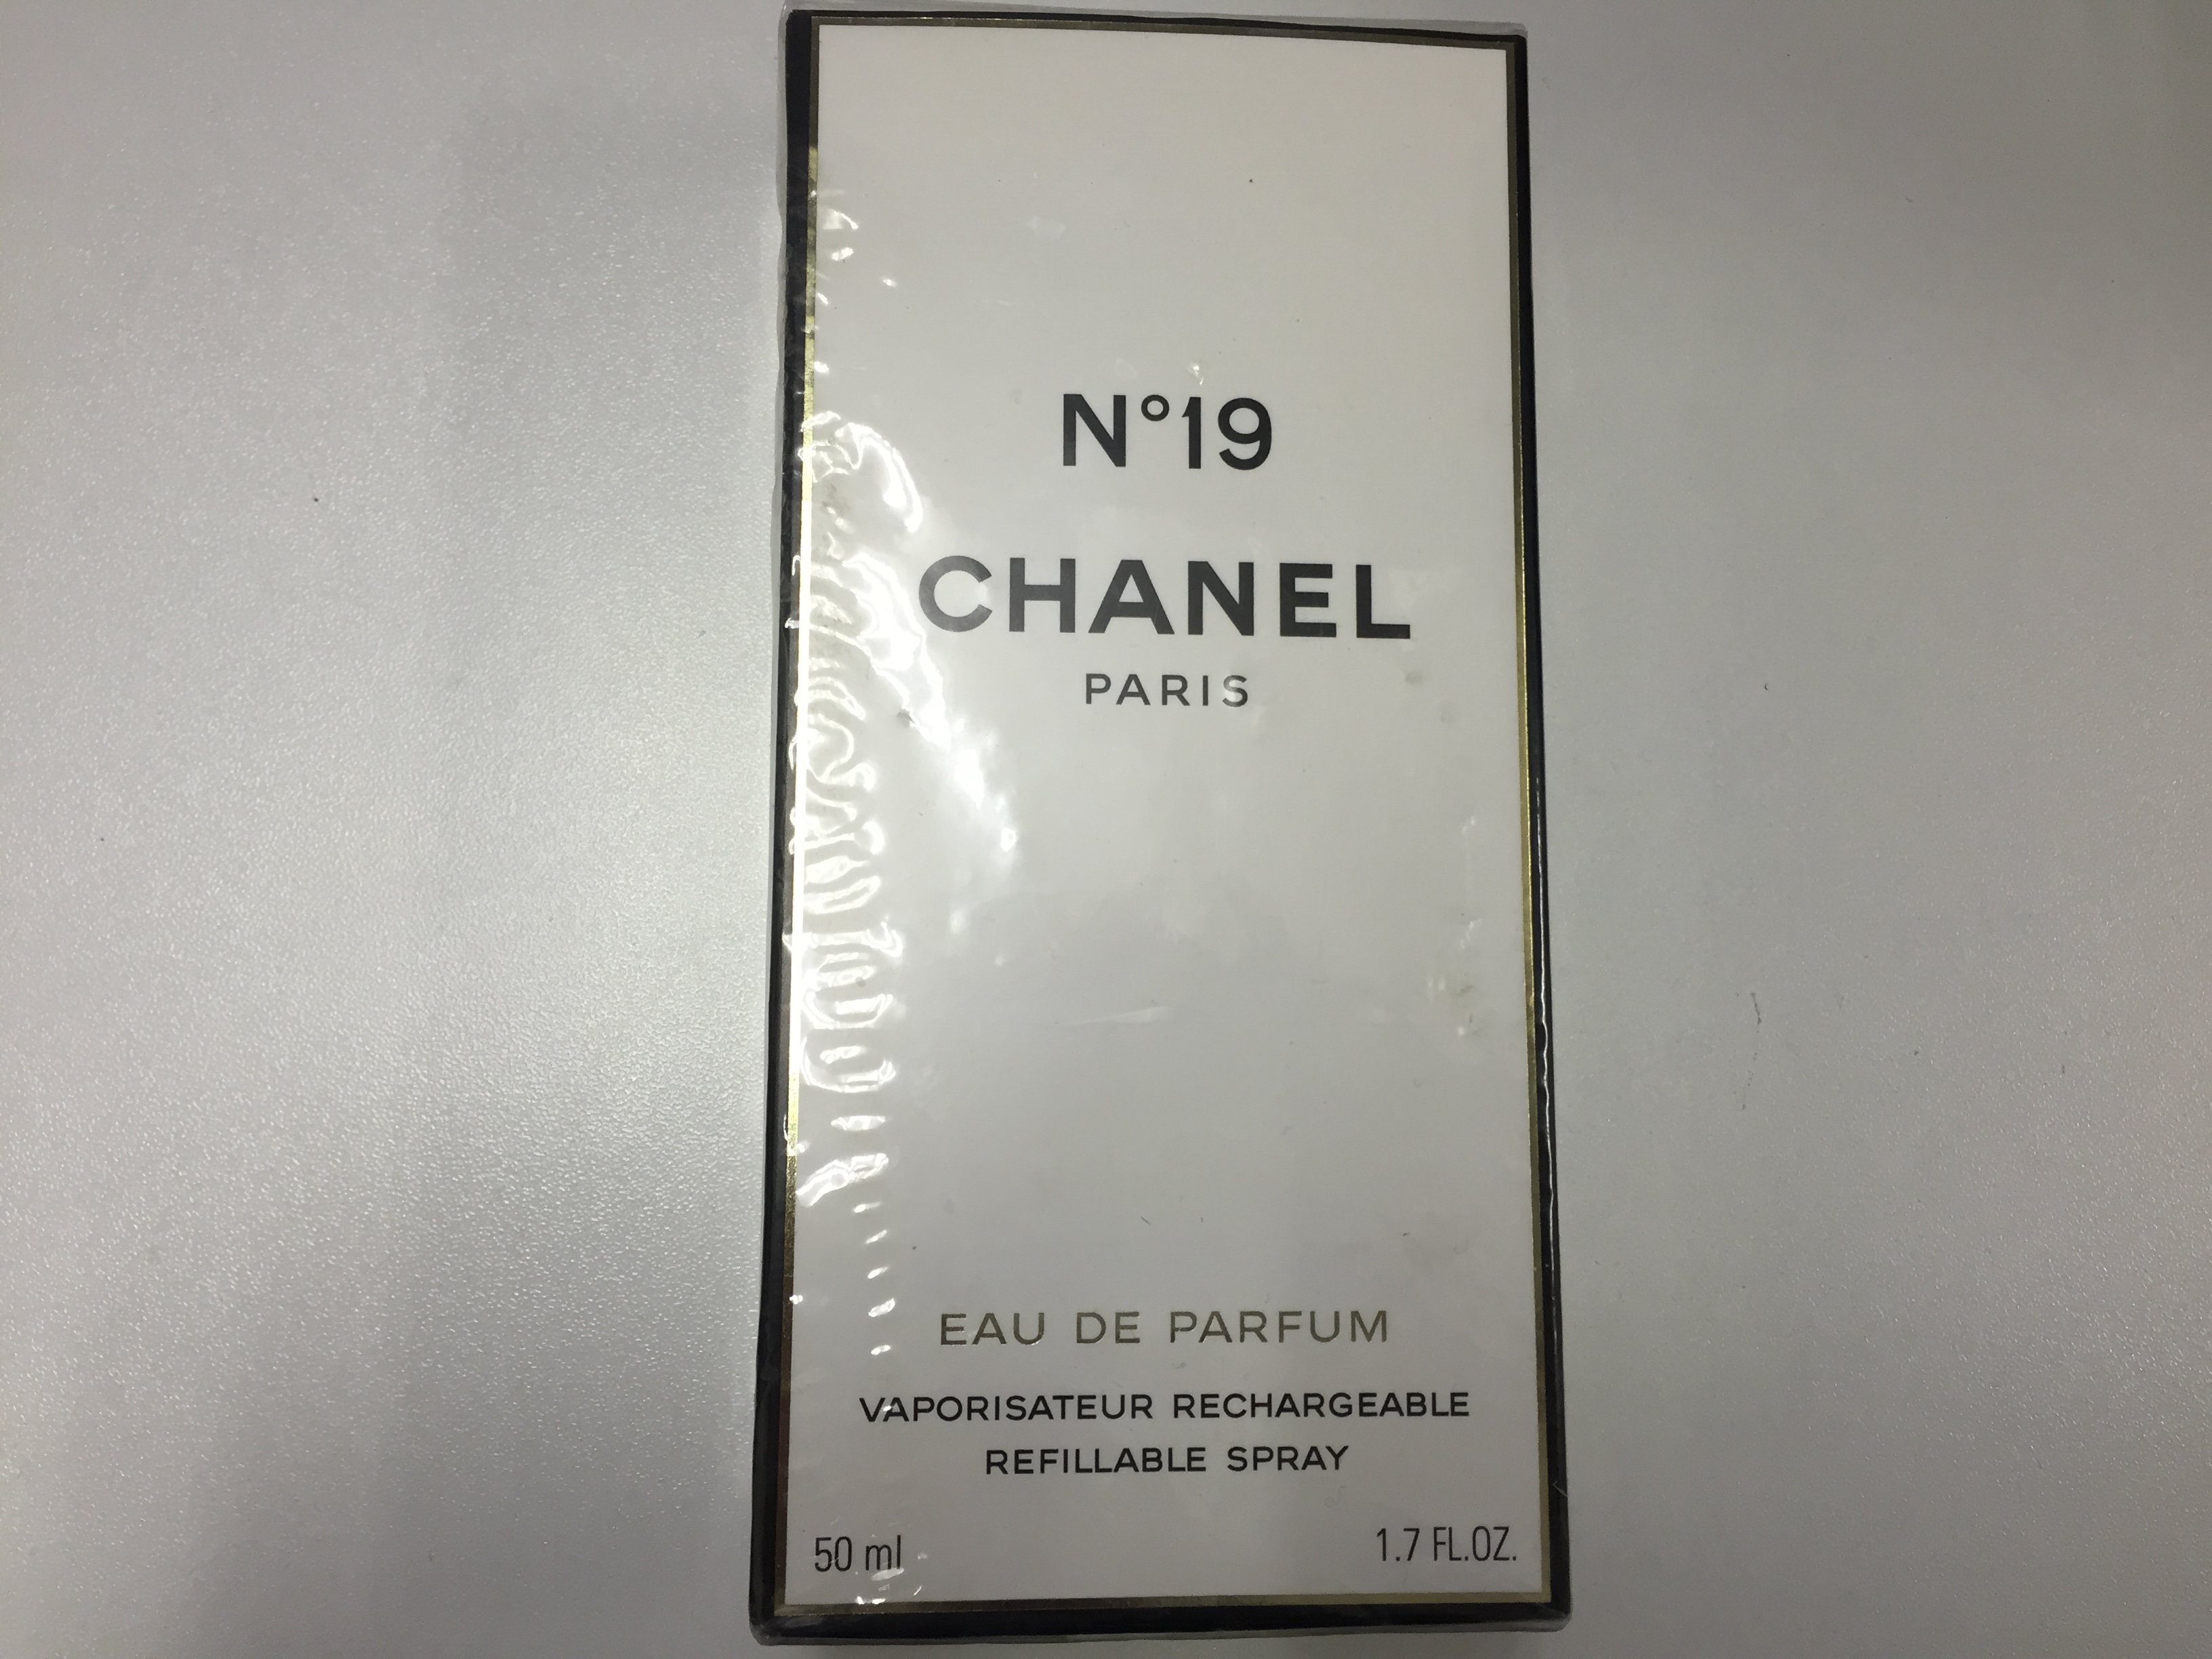 N°19
CHANEL
PARIS
EAU DE PARFUM
VAPORISATEUR RECHARGEABLE
REFILLABLE SPRAY
50 ml 1.7 FL.OZ.